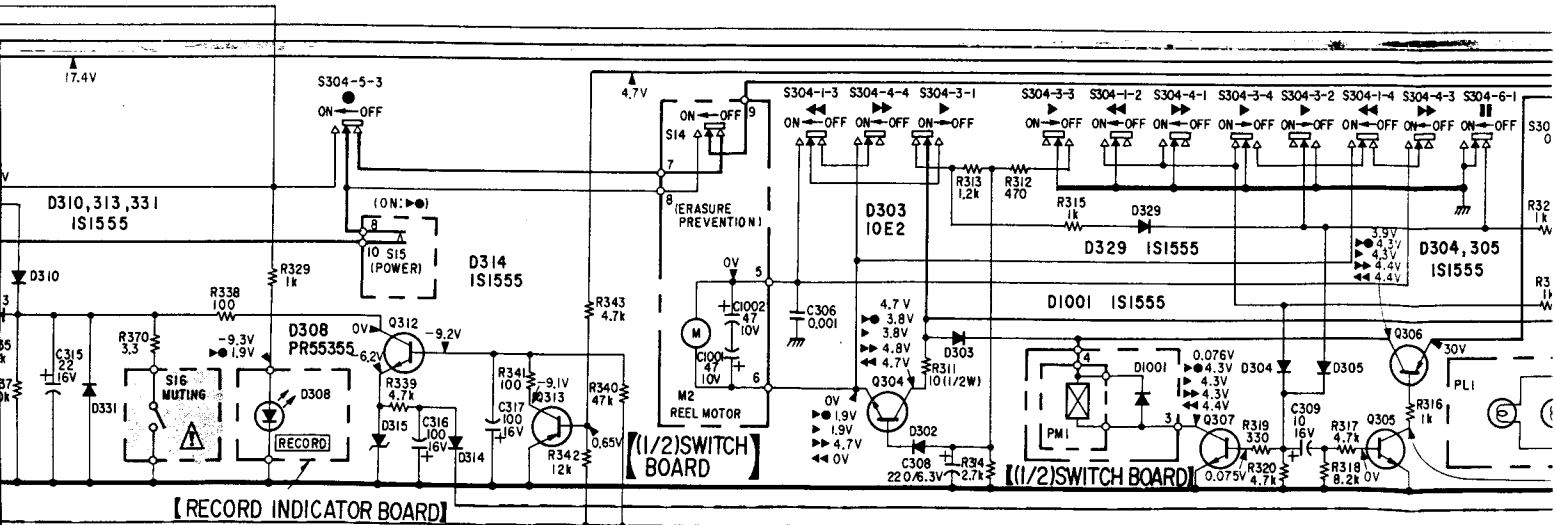 17.4V
S304-5-3
ON OFF
4.7V
S14
ON OFF
9
7
8
(ERASURE
PREVENTION)
S304-1-3
S304-4-4
S304-3-1
S304-3-3
S304-1-2
S304-4-1
S304-3-4
S304-3-2
S304-1-4
S304-4-3
S304-6-1
ON OFF
ON OFF
ON OFF
ON OFF
ON OFF
ON OFF
ON OFF
ON OFF
ON OFF
ON OFF
ON OFF
S30
V
D310,313,331
1S1555
(ON:▶●)
8
10 S15
(POWER)
D314
1S1555
D303
10E2
R313
1.2k
R312
470
R315
1k
D329
D329 1S1555
3.9V
▶● 4.3V
▶ 4.3V
▶▶ 4.4V
◀◀ 4.4V
D304,305
1S1555
R32
1k
D310
R329
1k
R338
100
3
R370
3.3
C315
22
16V
D331
S16
MUTING
-9.3V
▶● 1.9V
D308
PR5535S
D308
RECORD
0V
Q312
-9.2V
-6.2V
R339
4.7k
D315
C316
100
16V
D314
C317
100
16V
R341
100
-9.1V
Q313
0.65V
R342
12k
R343
4.7k
R340
47k
0V
5
C1002
47
10V
C1001
47
10V
M
M2
REEL MOTOR
6
C306
0.001
4.7V
▶● 3.8V
▶ 3.8V
▶▶ 4.8V
◀◀ 4.7V
Q304
R311
10(1/2W)
D303
0V
▶● 1.9V
▶ 1.9V
▶▶ 4.7V
◀◀ 0V
D302
C308
220/6.3V
R314
2.7k
D1001 1S1555
4
D1001
PM1
3
0.076V
▶● 4.3V
▶ 4.3V
▶▶ 4.3V
◀◀ 4.4V
Q307
0.075V
R319
330
R320
4.7k
D304
D305
C309
10
16V
R317
4.7k
R318
8.2k
0V
Q305
Q306
30V
R316
1k
PL1
[(1/2)SWITCH
BOARD]
[(1/2)SWITCH BOARD]
[RECORD INDICATOR BOARD]